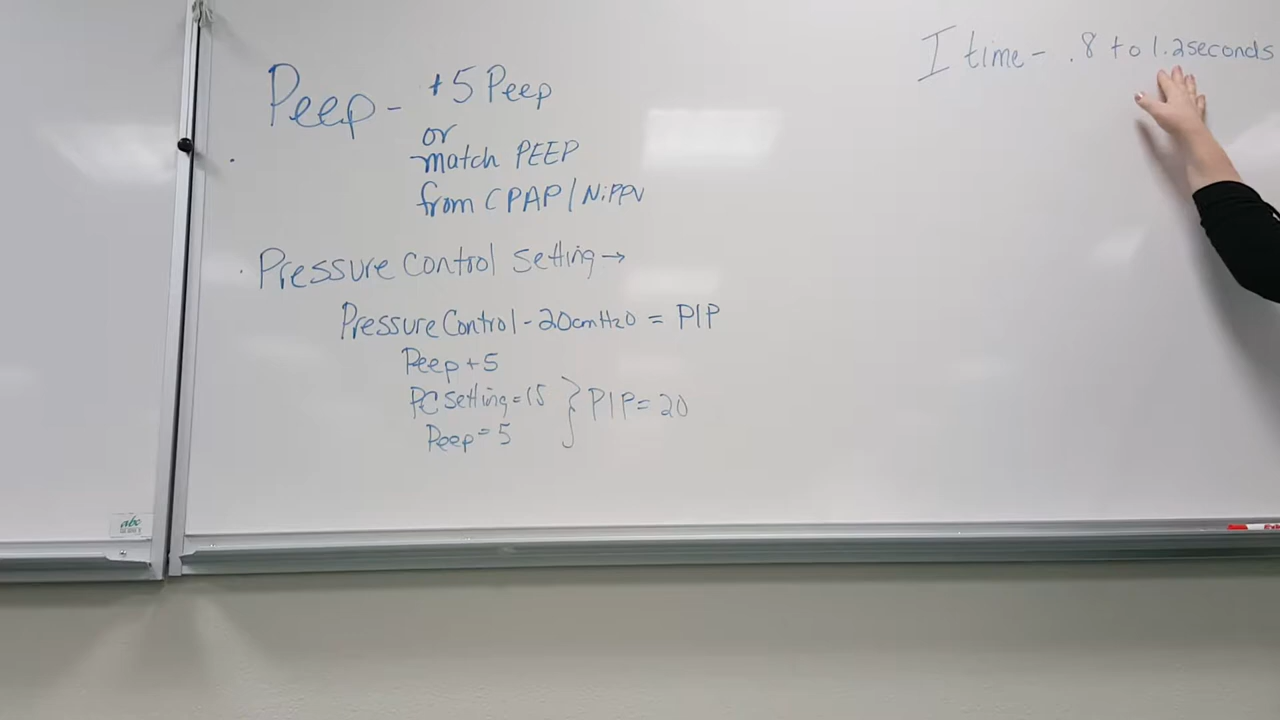 Peep - +5 Peep
or
match PEEP
from CPAP/NiPPV
Pressure control setting →
Pressure Control - 20cmH2O = PIP
Peep +5
PC setting = 15 } PIP = 20
Peep = 5
I time - .8 to 1.2 seconds
abc